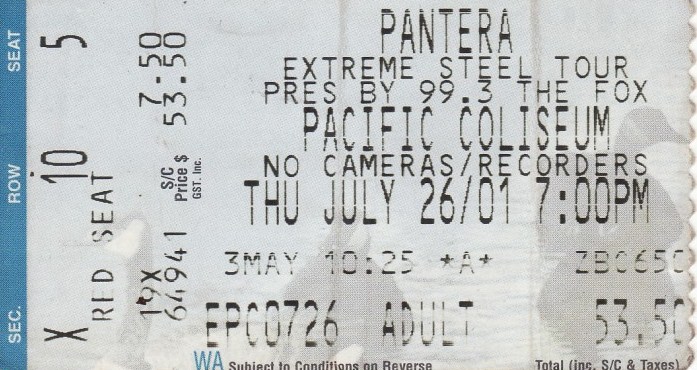 SEAT 5
ROW 10
SEC. X
RED SEAT
7.50
53.50
S/C
Price $
GST. Inc.
19X
64941
PANTERA
EXTREME STEEL TOUR
PRES BY 99.3 THE FOX
PACIFIC COLISEUM
NO CAMERAS/RECORDERS
THU JULY 26/01 7:00PM
3MAY 10:25 *A* ZBC650
EPC0726 ADULT 53.50
WA Subject to Conditions on Reverse Total (inc. S/C & Taxes)